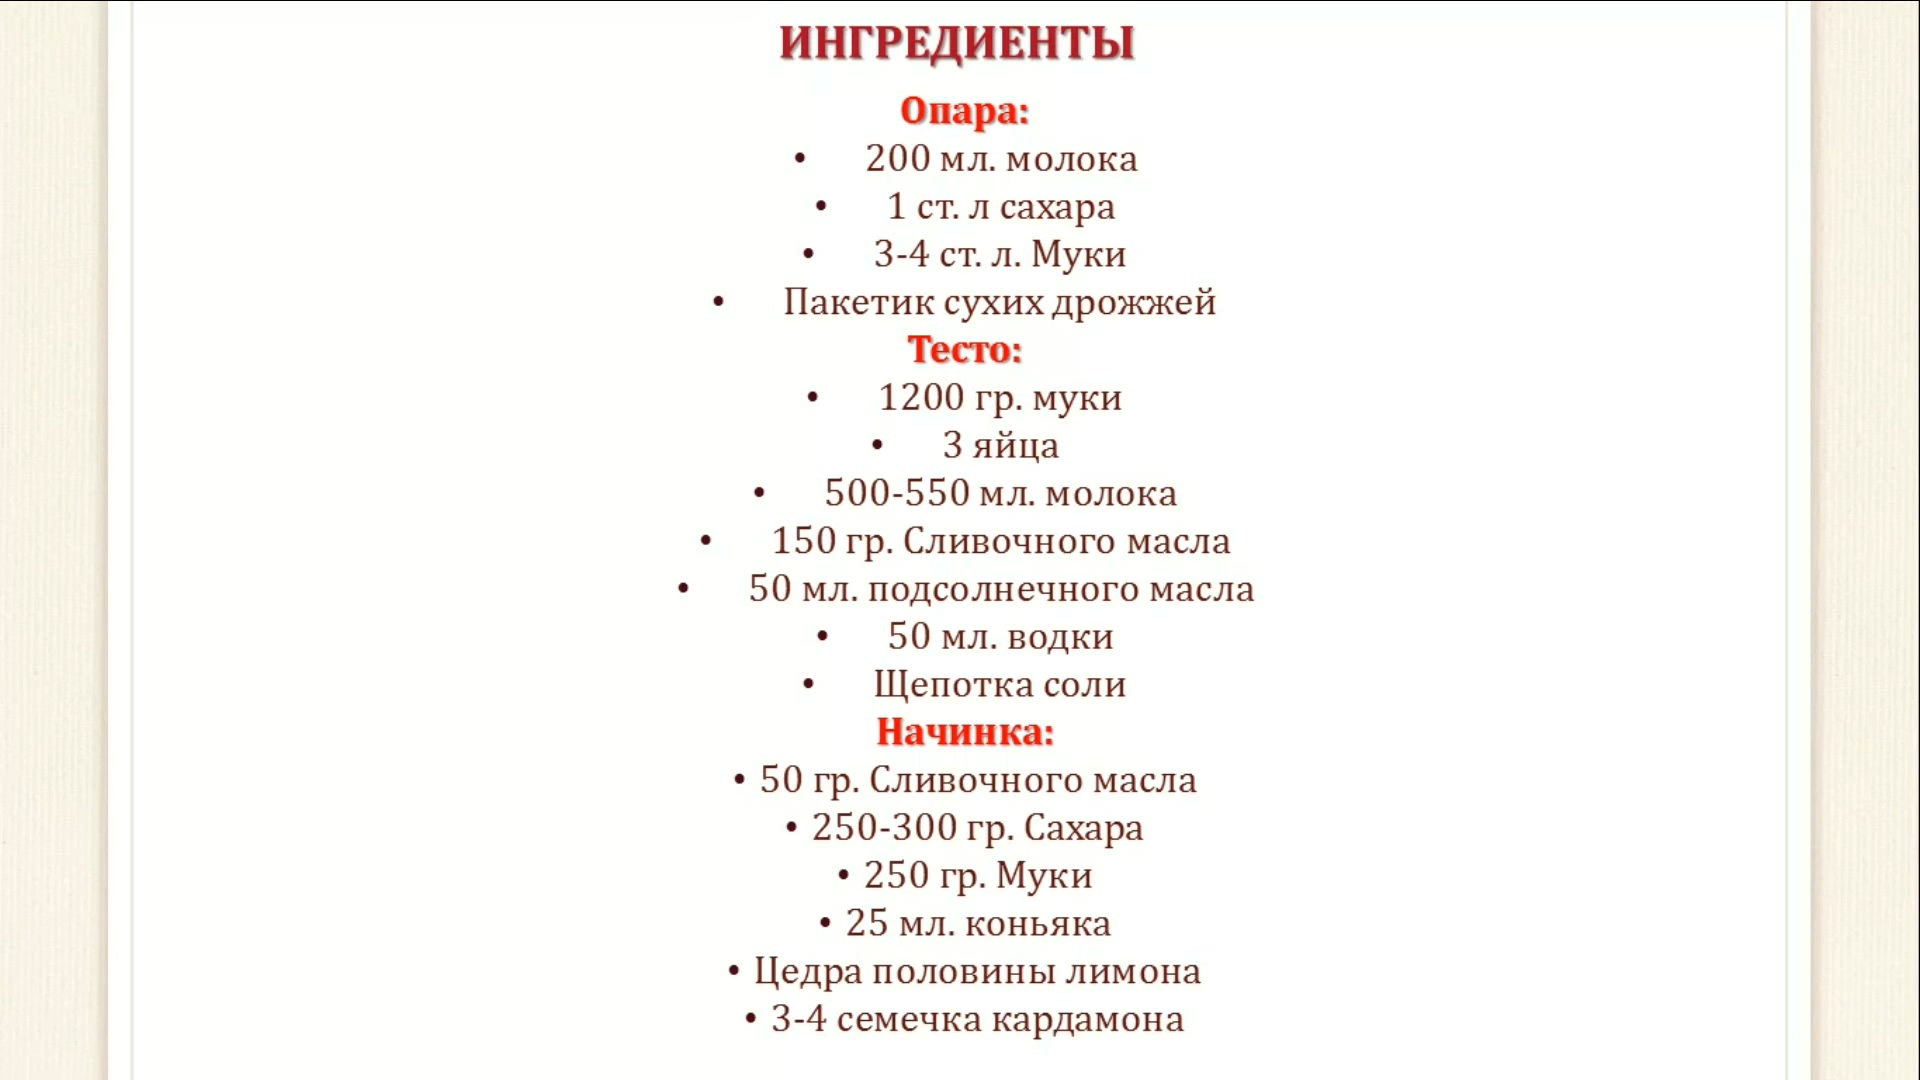 ИНГРЕДИЕНТЫ
Опара:
• 200 мл. молока
• 1 ст. л сахара
• 3-4 ст. л. Муки
• Пакетик сухих дрожжей
Тесто:
• 1200 гр. муки
• 3 яйца
• 500-550 мл. молока
• 150 гр. Сливочного масла
• 50 мл. подсолнечного масла
• 50 мл. водки
• Щепотка соли
Начинка:
• 50 гр. Сливочного масла
• 250-300 гр. Сахара
• 250 гр. Муки
• 25 мл. коньяка
• Цедра половины лимона
• 3-4 семечка кардамона